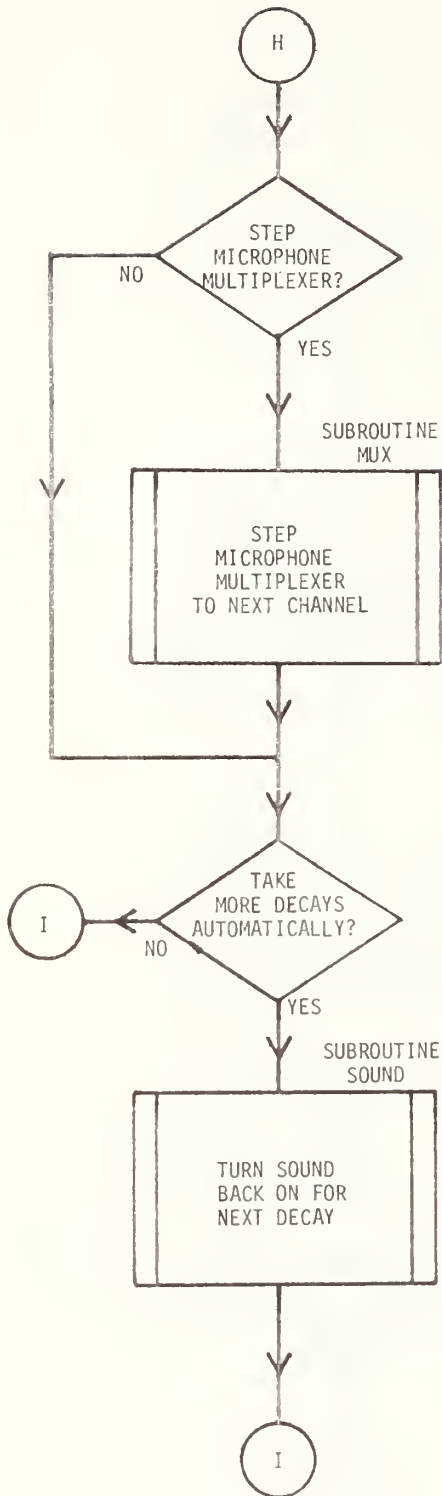 H
STEP
MICROPHONE
MULTIPLEXER?
NO
YES
SUBROUTINE
MUX
STEP
MICROPHONE
MULTIPLEXER
TO NEXT CHANNEL
TAKE
MORE DECAYS
AUTOMATICALLY?
I
NO
YES
SUBROUTINE
SOUND
TURN SOUND
BACK ON FOR
NEXT DECAY
I